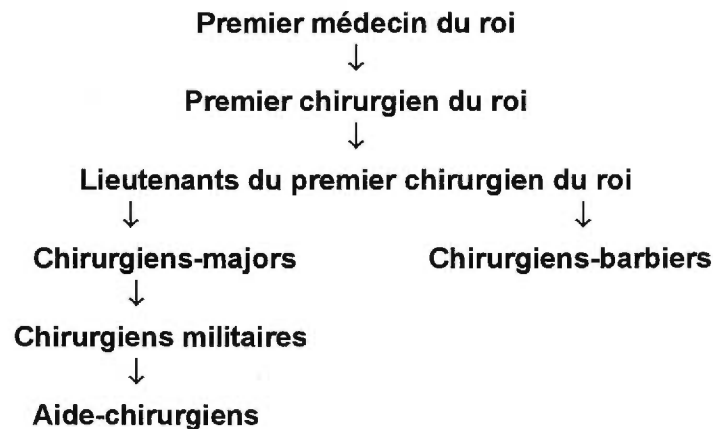 Premier médecin du roi
↓
Premier chirurgien du roi
↓
Lieutenants du premier chirurgien du roi
↓ ↓
Chirurgiens-majors Chirurgiens-barbiers
↓
Chirurgiens militaires
↓
Aide-chirurgiens